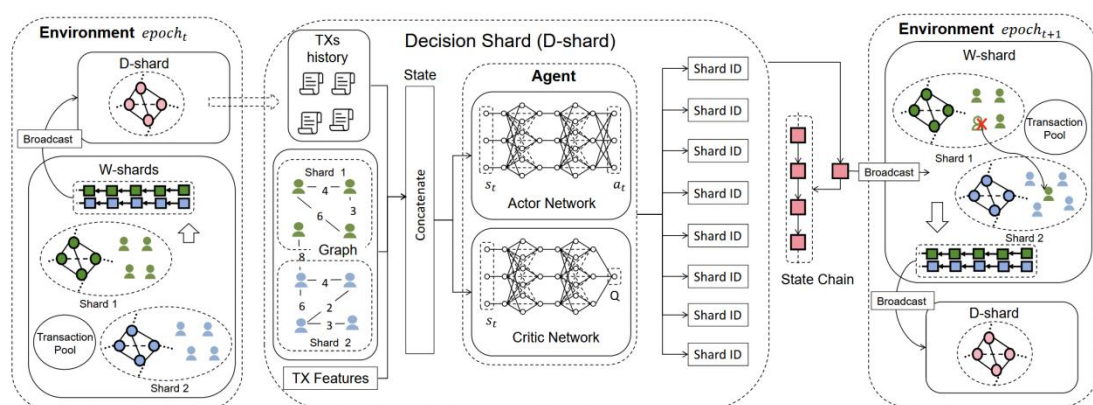 Environment epoch_t
D-shard
Broadcast
W-shards
Shard 1
Transaction
Pool
Shard 2
Decision Shard (D-shard)
TXs
history
Shard 1
4
6
3
Graph
8
4
6
2
3
Shard 2
TX Features
State
Concatenate
Agent
s_t
a_t
Actor Network
s_t
Q
Critic Network
Shard ID
Shard ID
Shard ID
Shard ID
Shard ID
Shard ID
Shard ID
Shard ID
State Chain
Broadcast
Environment epoch_{t+1}
W-shard
Transaction
Pool
Shard 1
Shard 2
Broadcast
D-shard